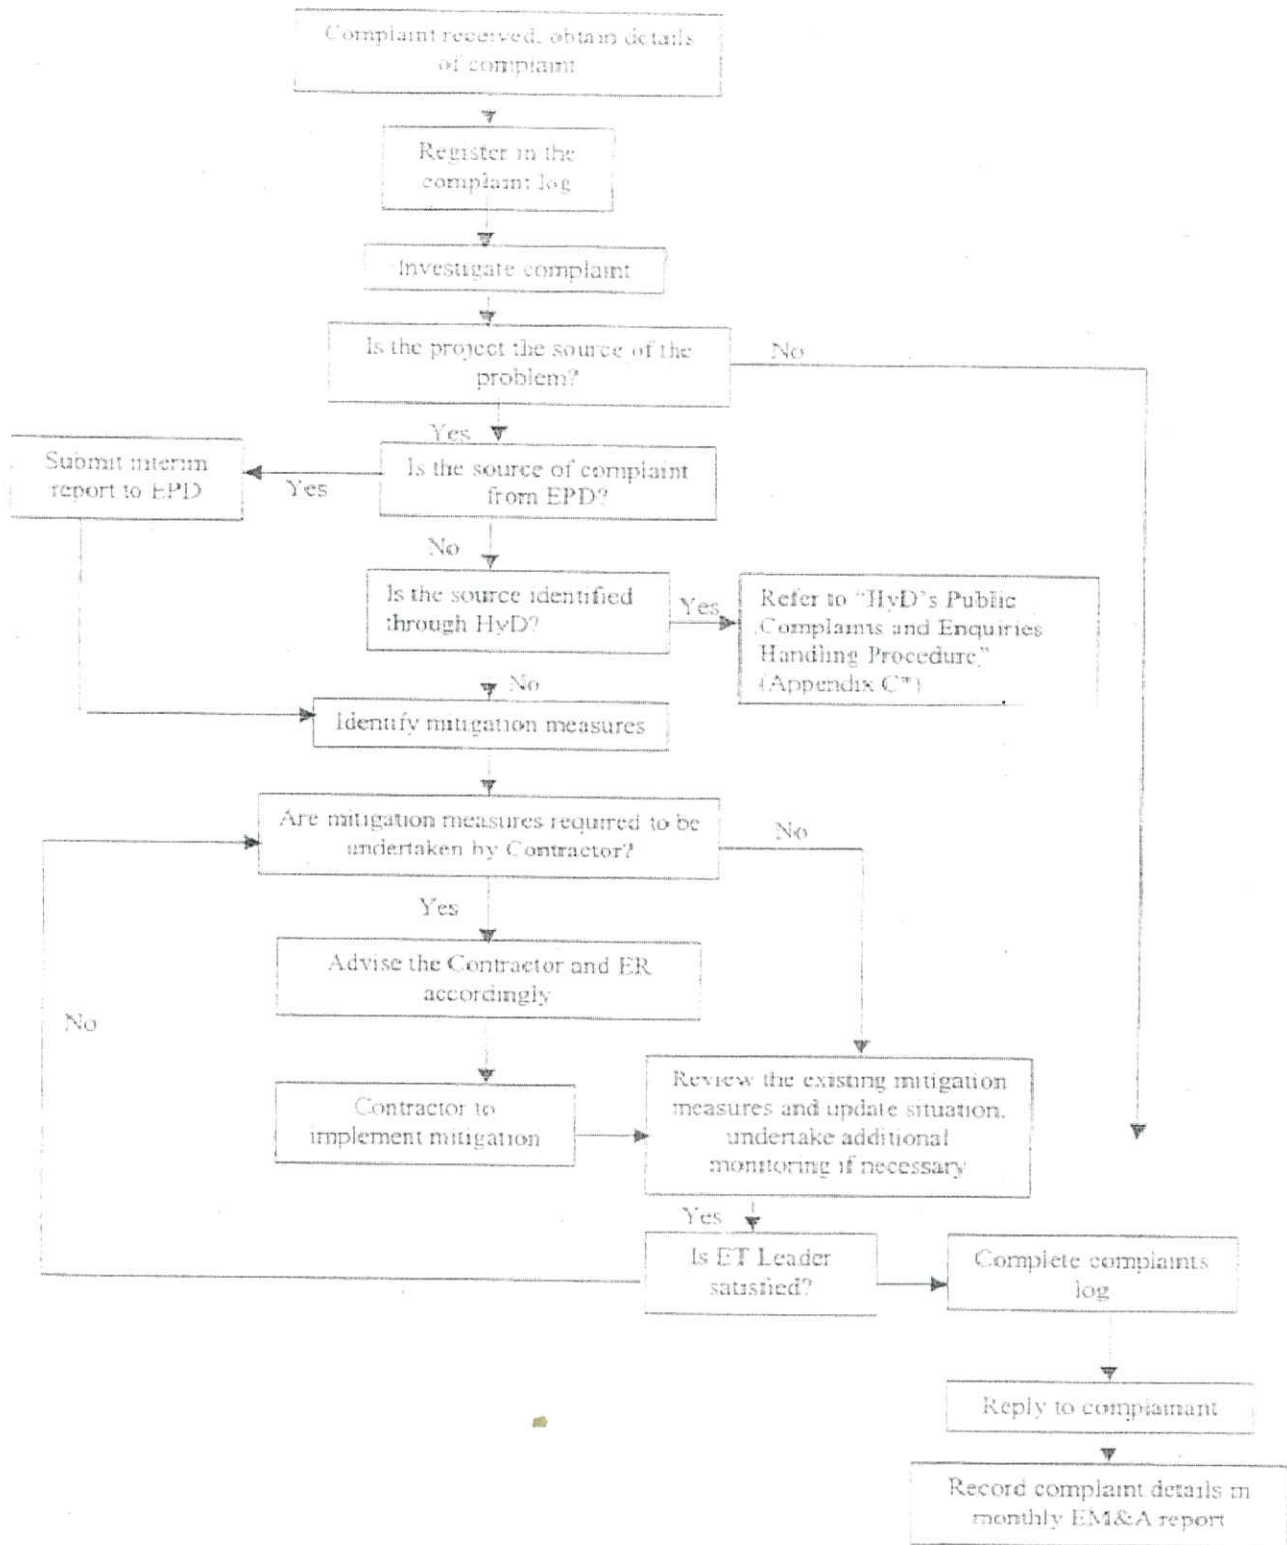 Complaint received, obtain details
of complaint
Register in the
complaint log
Investigate complaint
Is the project the source of the
problem?
No
Yes
Submit interim
report to EPD
Yes
Is the source of complaint
from EPD?
No
Is the source identified
through HyD?
Yes
Refer to “HyD’s Public
Complaints and Enquiries
Handling Procedure”
(Appendix C*)
No
Identify mitigation measures
Are mitigation measures required to be
undertaken by Contractor?
No
Yes
Advise the Contractor and ER
accordingly
No
Contractor to
implement mitigation
Review the existing mitigation
measures and update situation,
undertake additional
monitoring if necessary
Yes
Is ET Leader
satisfied?
Complete complaints
log
Reply to complainant
Record complaint details in
monthly EM&A report